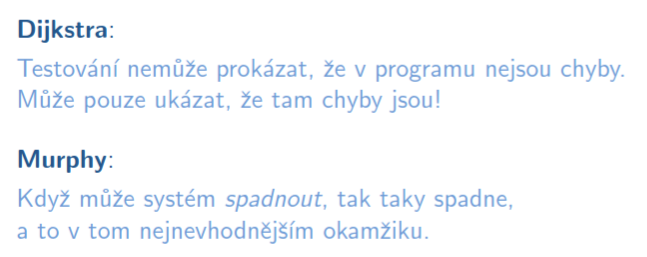 Dijkstra:
Testování nemůže prokázat, že v programu nejsou chyby.
Může pouze ukázat, že tam chyby jsou!
Murphy:
Když může systém spadnout, tak taky spadne,
a to v tom nejnevhodnějším okamžiku.